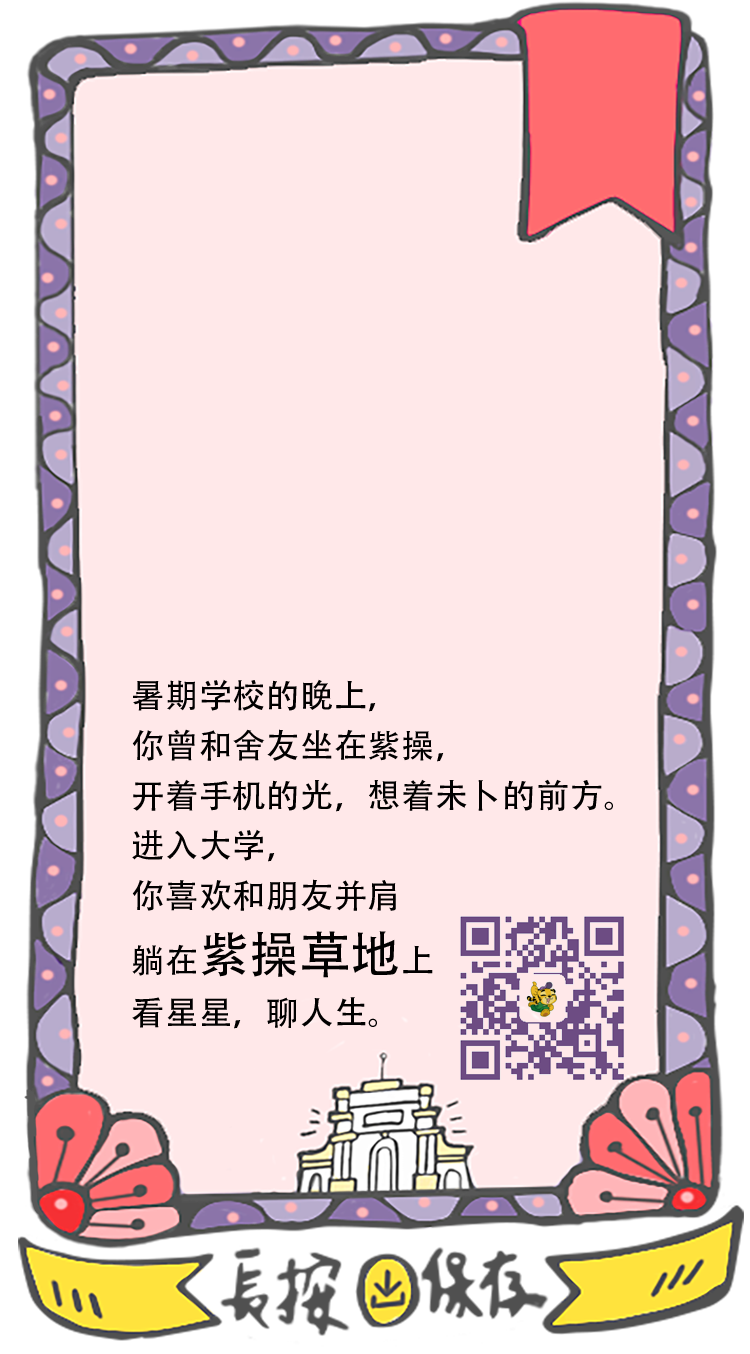 暑期学校的晚上，
你曾和舍友坐在紫操，
开着手机的光，想着未卜的前方。
进入大学，
你喜欢和朋友并肩
躺在紫操草地上
看星星，聊人生。
長按 保存